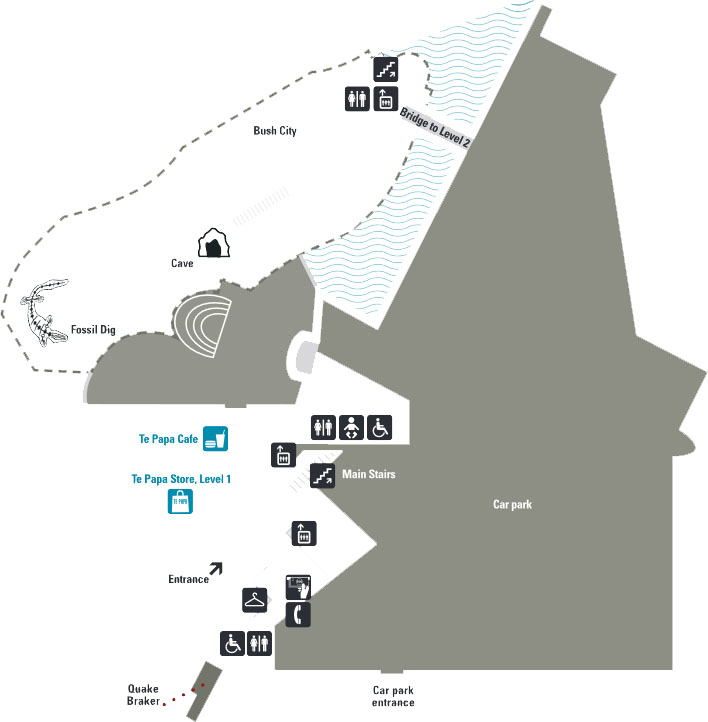 Bush City
Bridge to Level 2
Cave
Fossil Dig
Te Papa Cafe
Te Papa Store, Level 1
TE PAPA
Main Stairs
Car park
Entrance
Quake
Braker
Car park
entrance